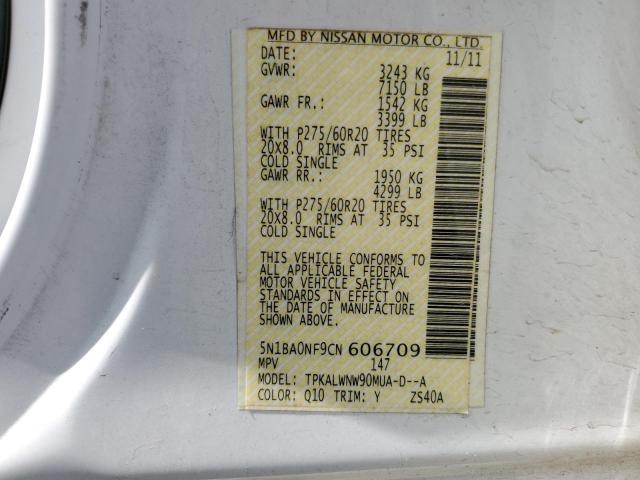 MFD BY NISSAN MOTOR CO., LTD.
DATE: 11/11
GVWR: 3243 KG
7150 LB
GAWR FR.: 1542 KG
3399 LB
WITH P275/60R20 TIRES
20X8.0 RIMS AT 35 PSI
COLD SINGLE
GAWR RR.: 1950 KG
4299 LB
WITH P275/60R20 TIRES
20X8.0 RIMS AT 35 PSI
COLD SINGLE
THIS VEHICLE CONFORMS TO
ALL APPLICABLE FEDERAL
MOTOR VEHICLE SAFETY
STANDARDS IN EFFECT ON
THE DATE OF MANUFACTURE
SHOWN ABOVE.
5N1BA0NF9CN 606709
MPV 147
MODEL: TPKALWNW90MUA-D--A
COLOR: Q10 TRIM: Y ZS40A